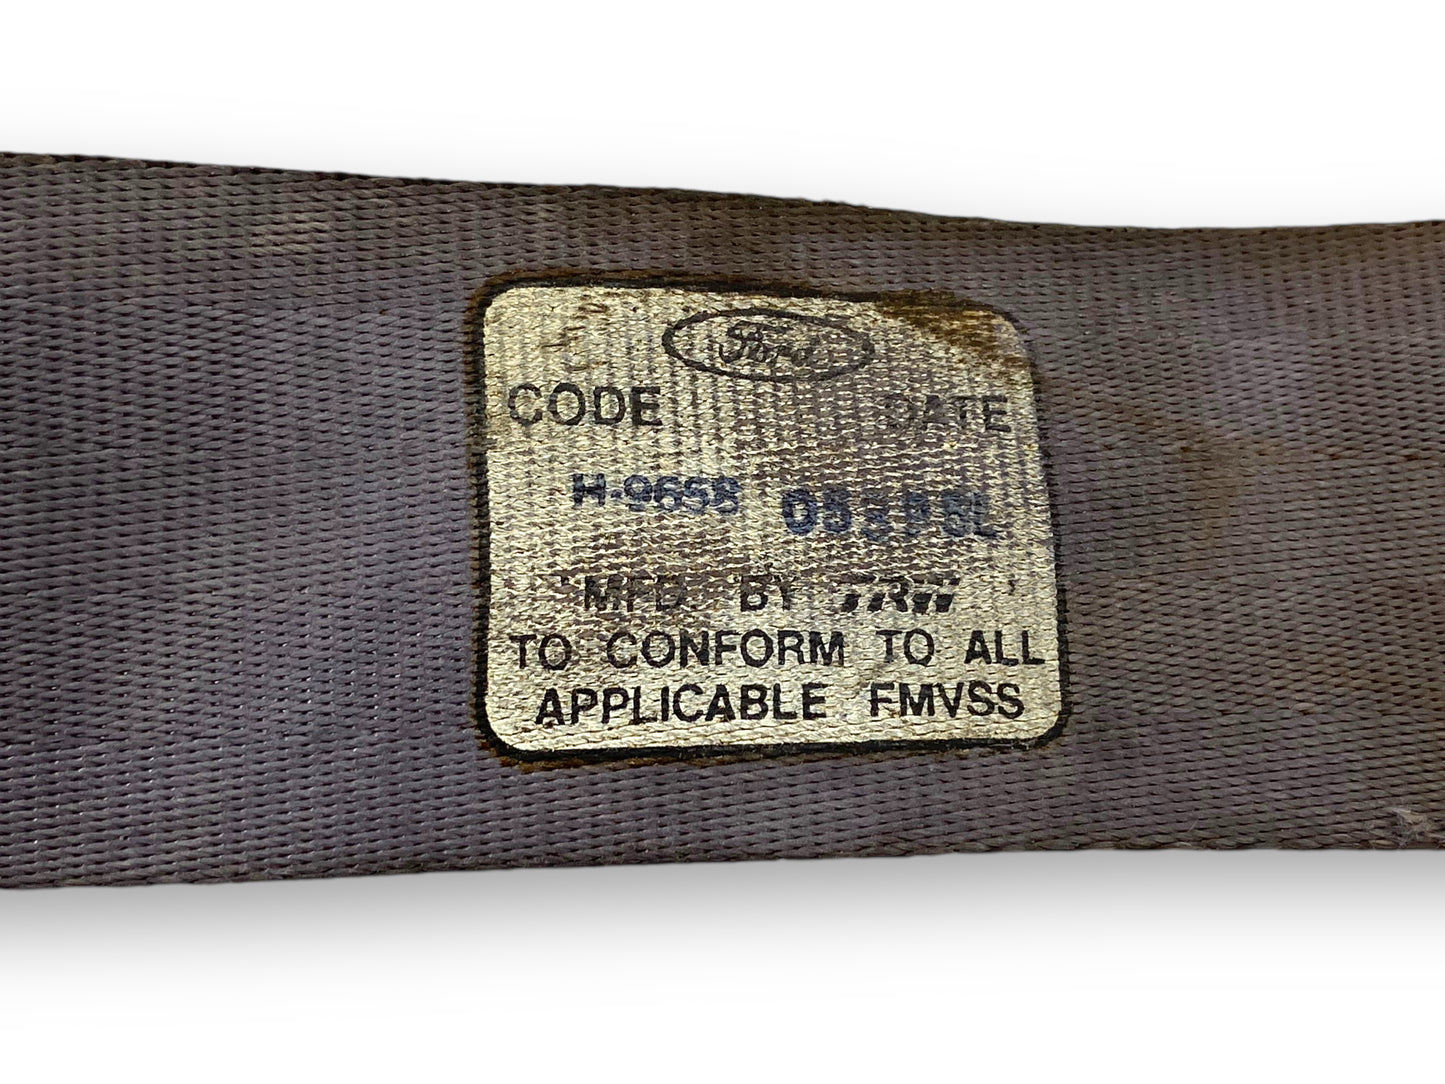 Ford
CODE DATE
H-9658
MFD. BY TRW
TO CONFORM TO ALL
APPLICABLE FMVSS